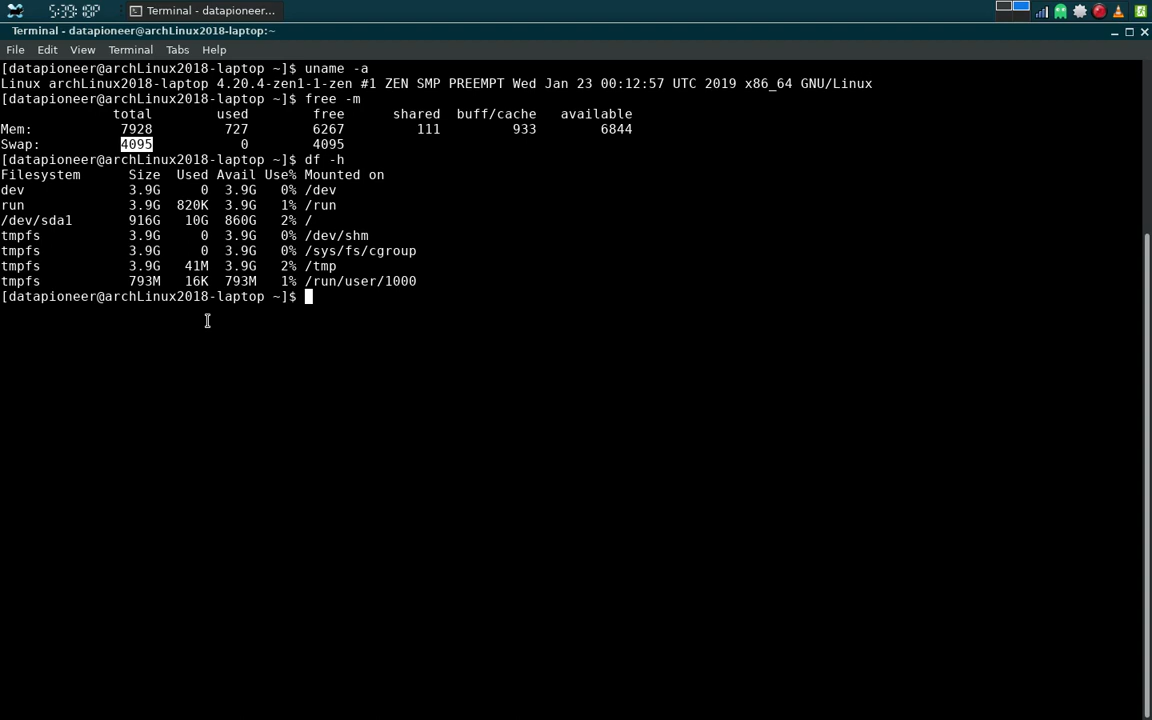 Terminal - datapioneer...
Terminal - datapioneer@archLinux2018-laptop:~
File Edit View Terminal Tabs Help
[datapioneer@archLinux2018-laptop ~]$ uname -a
Linux archLinux2018-laptop 4.20.4-zen1-1-zen #1 ZEN SMP PREEMPT Wed Jan 23 00:12:57 UTC 2019 x86_64 GNU/Linux
[datapioneer@archLinux2018-laptop ~]$ free -m
total used free shared buff/cache available
Mem: 7928 727 6267 111 933 6844
Swap: 4095 0 4095
[datapioneer@archLinux2018-laptop ~]$ df -h
Filesystem Size Used Avail Use% Mounted on
dev 3.9G 0 3.9G 0% /dev
run 3.9G 820K 3.9G 1% /run
/dev/sda1 916G 10G 860G 2% /
tmpfs 3.9G 0 3.9G 0% /dev/shm
tmpfs 3.9G 0 3.9G 0% /sys/fs/cgroup
tmpfs 3.9G 41M 3.9G 2% /tmp
tmpfs 793M 16K 793M 1% /run/user/1000
[datapioneer@archLinux2018-laptop ~]$